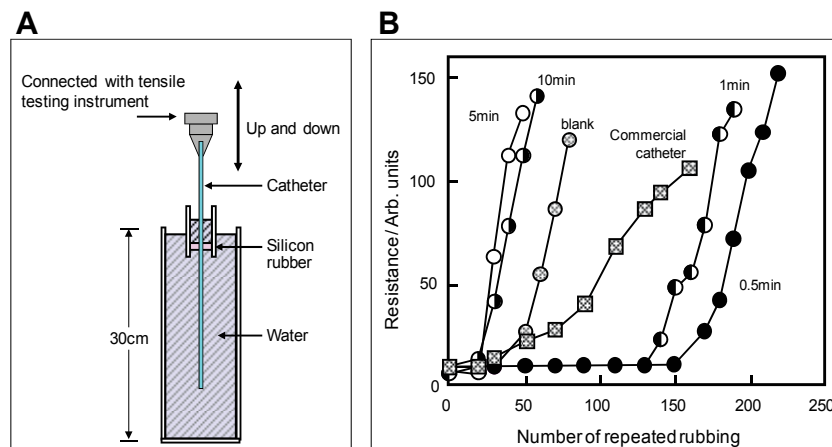 A
Connected with tensile
testing instrument
Up and down
Catheter
Silicon
rubber
Water
30cm
B
150
100
50
0
Resistance/ Arb. units
0 50 100 150 200 250
Number of repeated rubbing
5min
10min
blank
Commercial
catheter
1min
0.5min